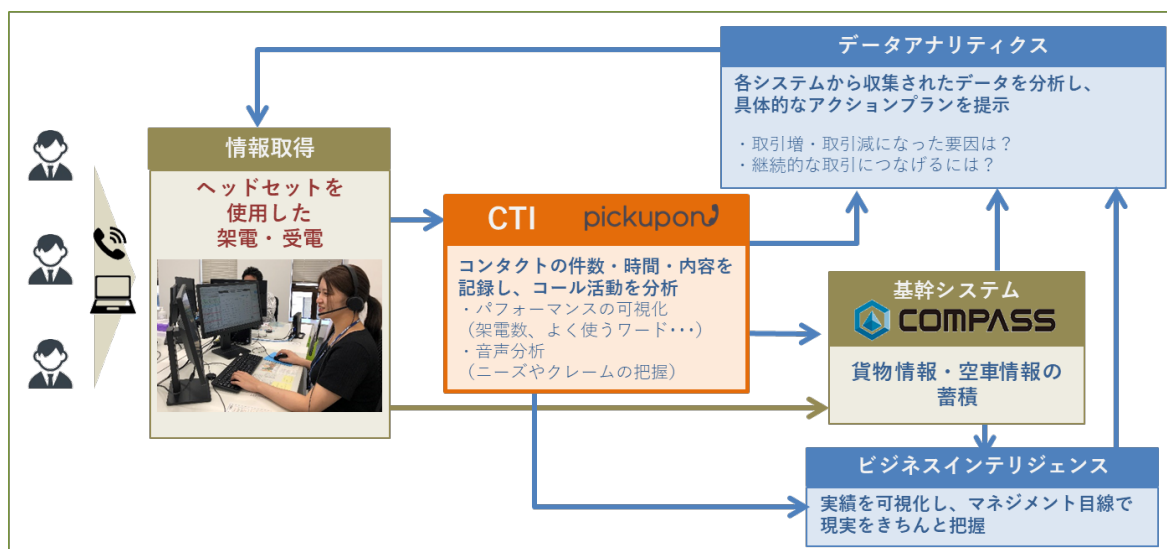 データアナリティクス
各システムから収集されたデータを分析し、
具体的なアクションプランを提示
・取引増・取引減になった要因は？
・継続的な取引につなげるには？
情報取得
ヘッドセットを
使用した
架電・受電
CTI pickupon
コンタクトの件数・時間・内容を
記録し、コール活動を分析
・パフォーマンスの可視化
（架電数、よく使うワード･･･）
・音声分析
（ニーズやクレームの把握）
基幹システム
COMPASS
貨物情報・空車情報の
蓄積
ビジネスインテリジェンス
実績を可視化し、マネジメント目線で
現実をきちんと把握